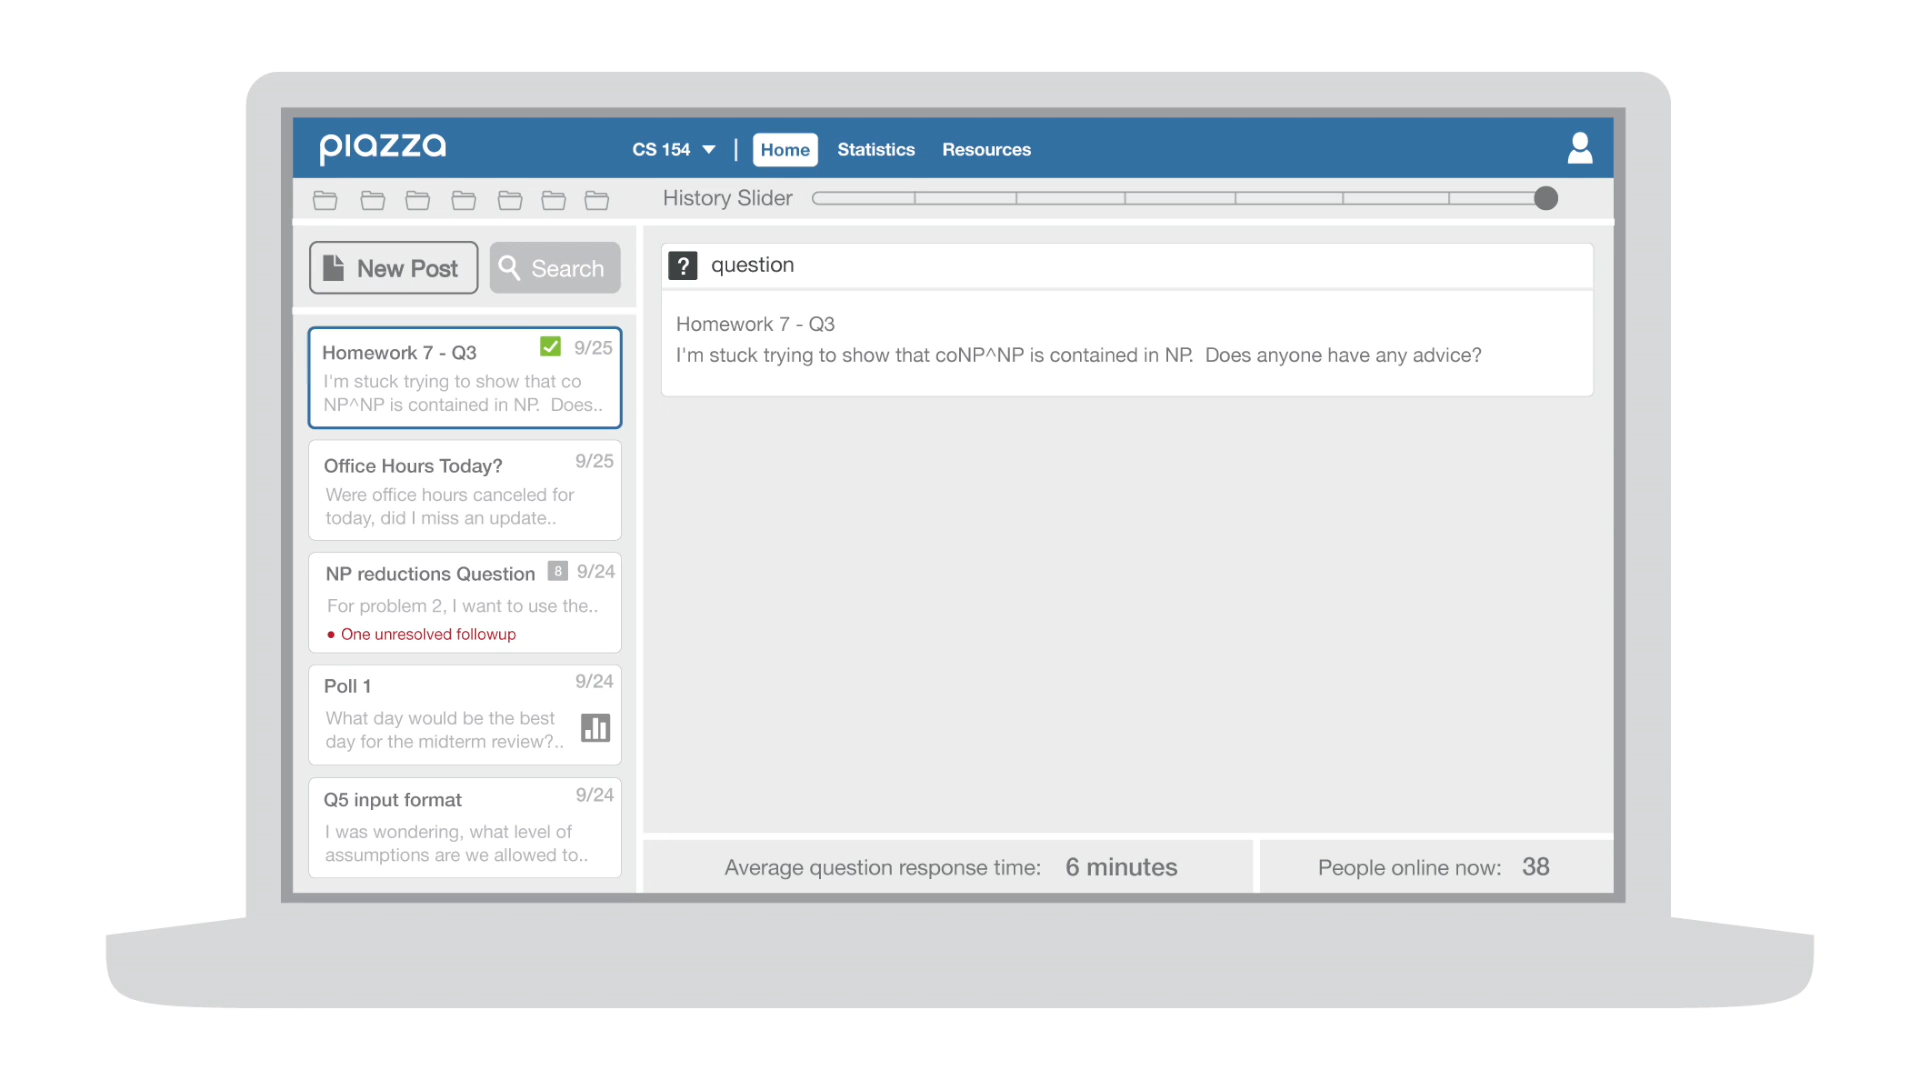 piazza
CS 154
Home
Statistics
Resources
History Slider
New Post
Search
Homework 7 - Q3
9/25
I'm stuck trying to show that co
NP^NP is contained in NP.  Does..
Office Hours Today?
9/25
Were office hours canceled for
today, did I miss an update..
NP reductions Question
8
9/24
For problem 2, I want to use the..
• One unresolved followup
Poll 1
9/24
What day would be the best
day for the midterm review?..
Q5 input format
9/24
I was wondering, what level of
assumptions are we allowed to..
? question
Homework 7 - Q3
I'm stuck trying to show that coNP^NP is contained in NP.  Does anyone have any advice?
Average question response time: 6 minutes
People online now: 38